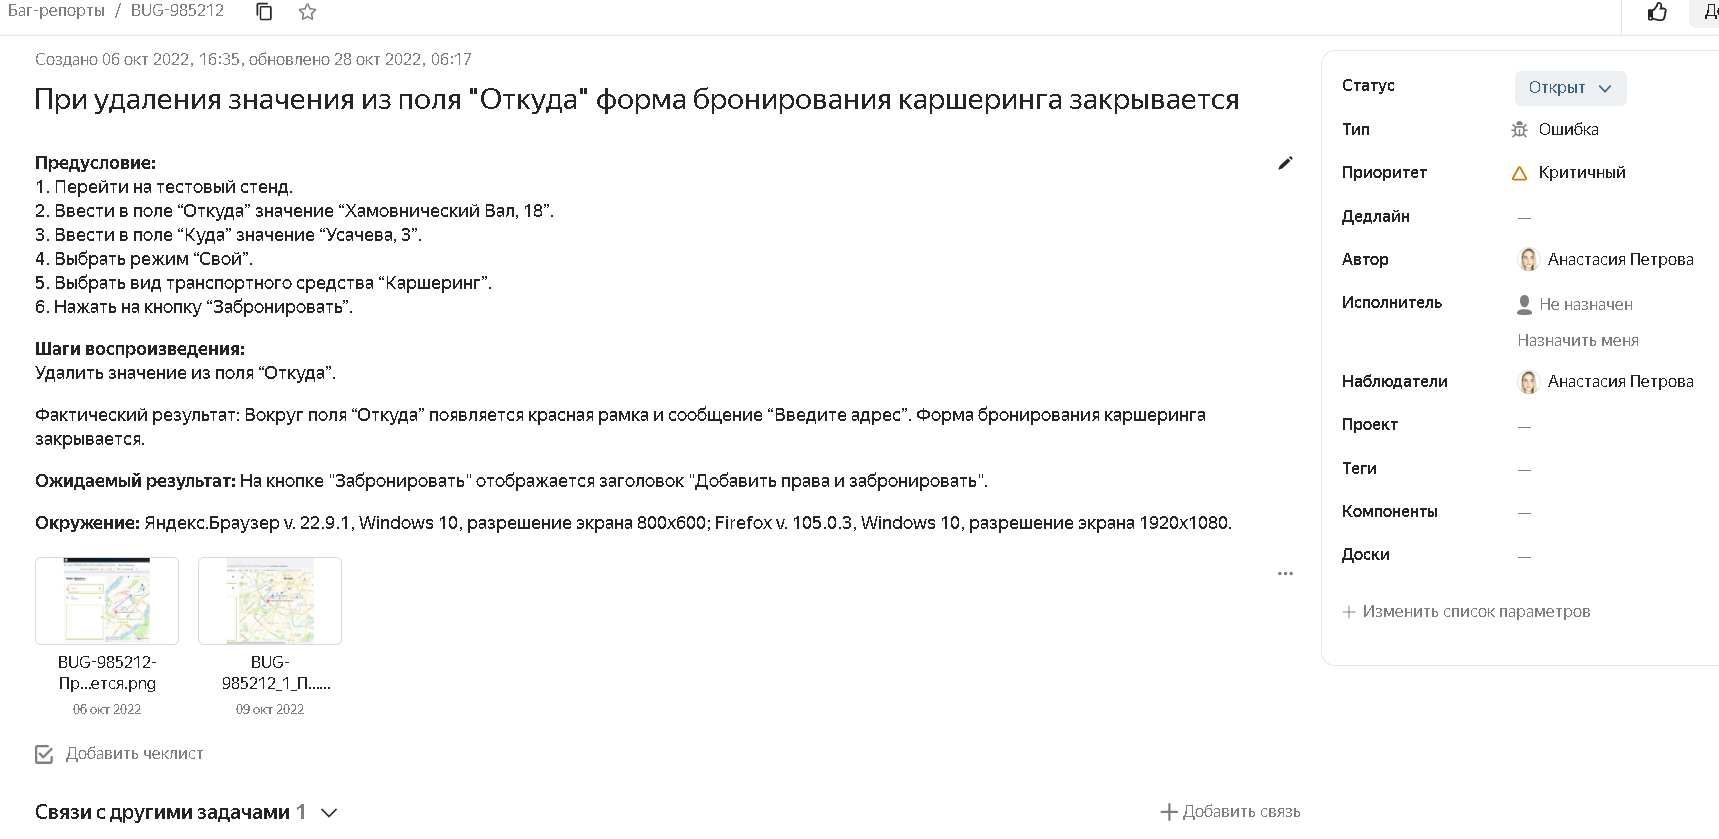 Баг-репорты / BUG-985212
Создано 06 окт 2022, 16:35, обновлено 28 окт 2022, 06:17
При удаления значения из поля "Откуда" форма бронирования каршеринга закрывается
Предусловие:
1. Перейти на тестовый стенд.
2. Ввести в поле “Откуда” значение “Хамовнический Вал, 18”.
3. Ввести в поле “Куда” значение “Усачева, 3”.
4. Выбрать режим “Свой”.
5. Выбрать вид транспортного средства “Каршеринг”.
6. Нажать на кнопку “Забронировать”.
Шаги воспроизведения:
Удалить значение из поля “Откуда”.
Фактический результат: Вокруг поля “Откуда” появляется красная рамка и сообщение “Введите адрес”. Форма бронирования каршеринга
закрывается.
Ожидаемый результат: На кнопке "Забронировать" отображается заголовок "Добавить права и забронировать".
Окружение: Яндекс.Браузер v. 22.9.1, Windows 10, разрешение экрана 800x600; Firefox v. 105.0.3, Windows 10, разрешение экрана 1920x1080.
BUG-985212-
Пр...ется.png
06 окт 2022
BUG-
985212_1_П......
09 окт 2022
Добавить чеклист
Связи с другими задачами 1
Добавить связь
Статус Открыт
Тип Ошибка
Приоритет Критичный
Дедлайн —
Автор Анастасия Петрова
Исполнитель Не назначен
Назначить меня
Наблюдатели Анастасия Петрова
Проект —
Теги —
Компоненты —
Доски —
+ Изменить список параметров